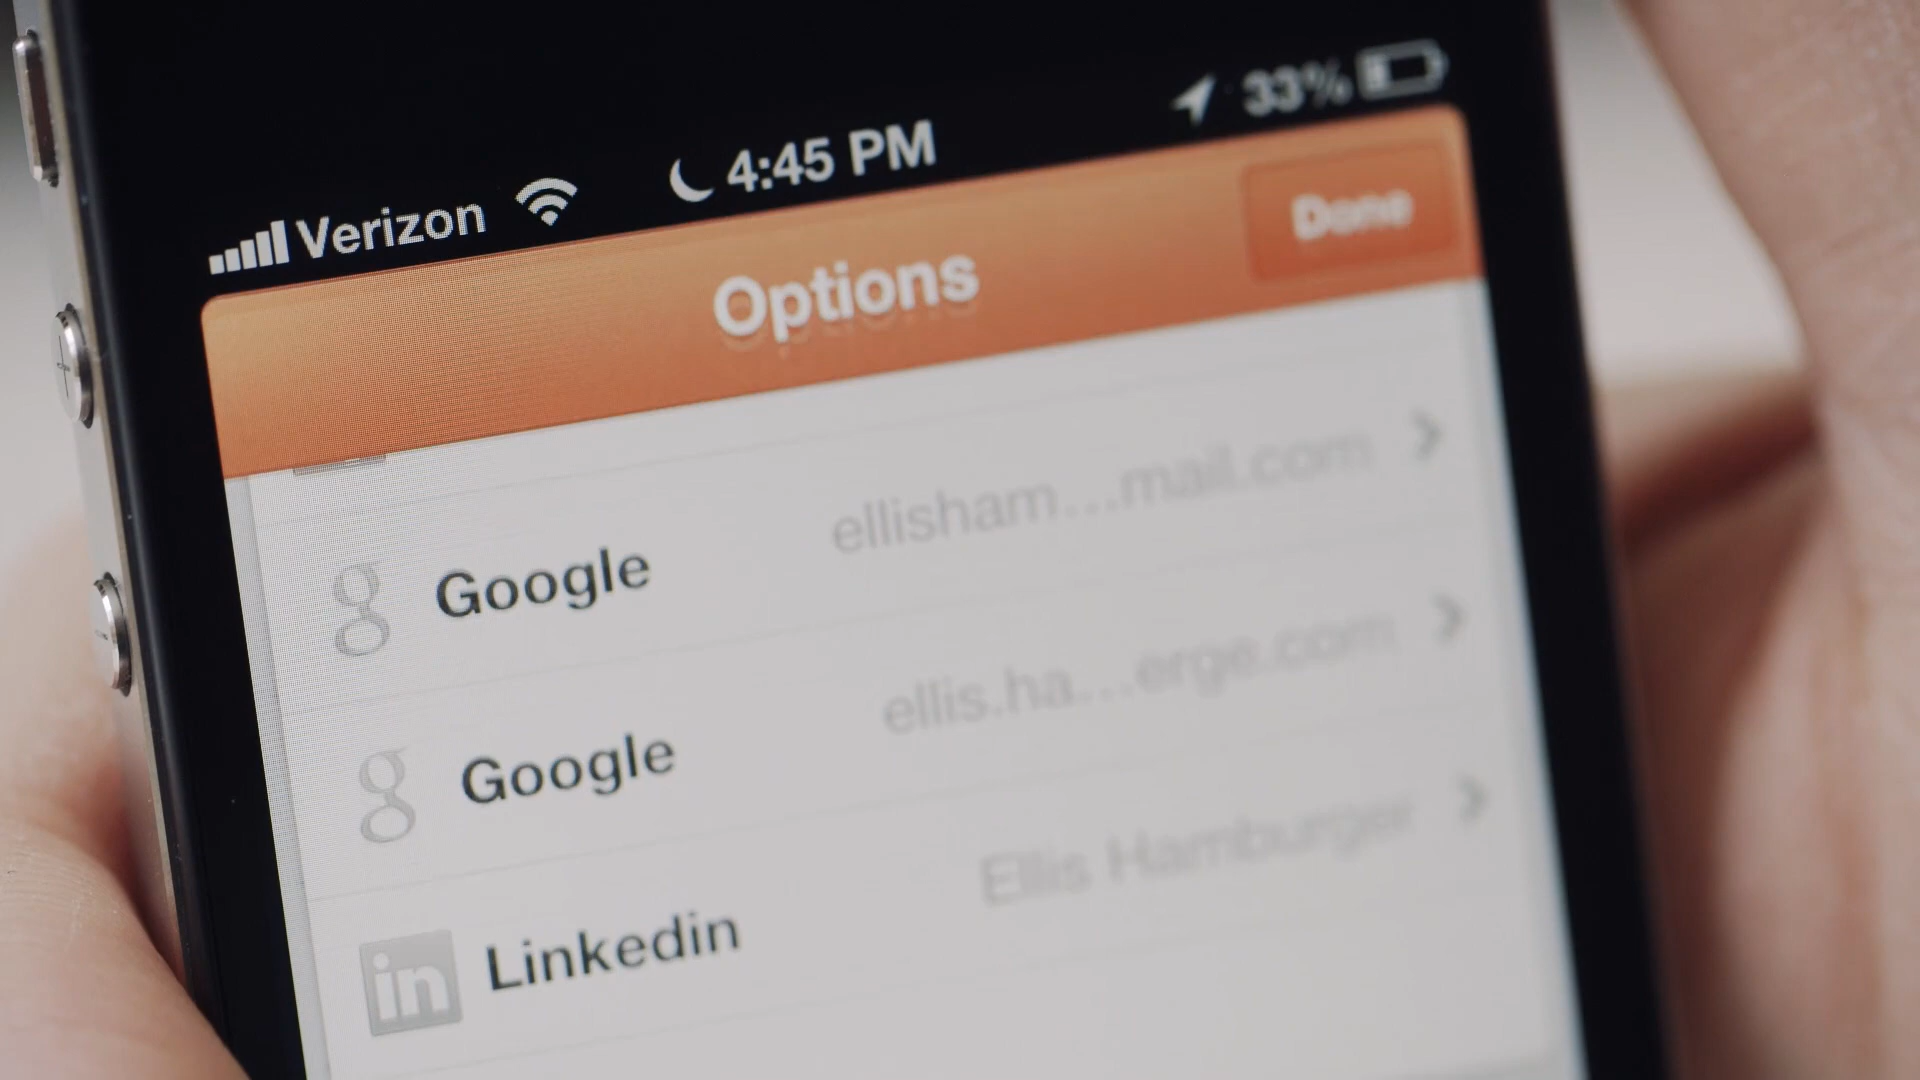 Verizon 4:45 PM 33%
Options Done
Google ellisham...mail.com
Google ellis.ha...erge.com
Linkedin Ellis Hamburger